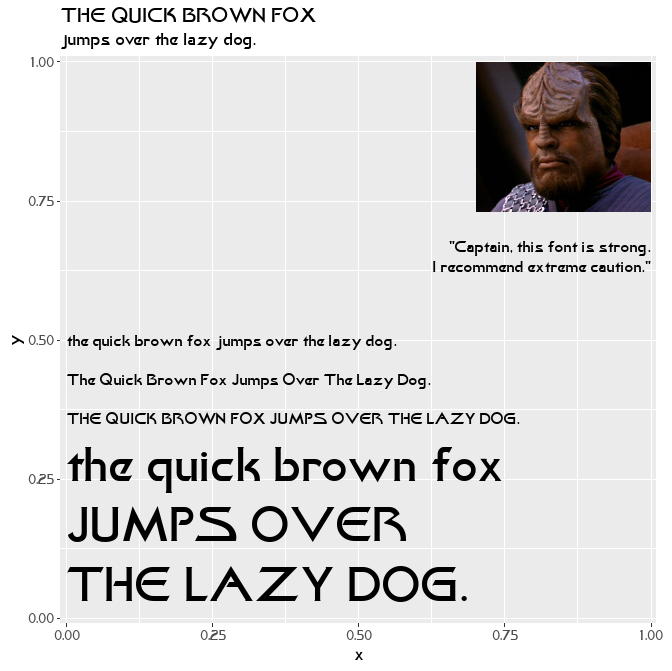 THE QUICK BROWN FOX
jumps over the lazy dog.
1.00
"Captain, this font is strong.
I recommend extreme caution."
0.75
y
0.50
the quick brown fox jumps over the lazy dog.
The Quick Brown Fox Jumps Over The Lazy Dog.
THE QUICK BROWN FOX JUMPS OVER THE LAZY DOG.
the quick brown fox
0.25
JUMPS OVER
THE LAZY DOG.
0.00
0.00 0.25 0.50 0.75 1.00
x